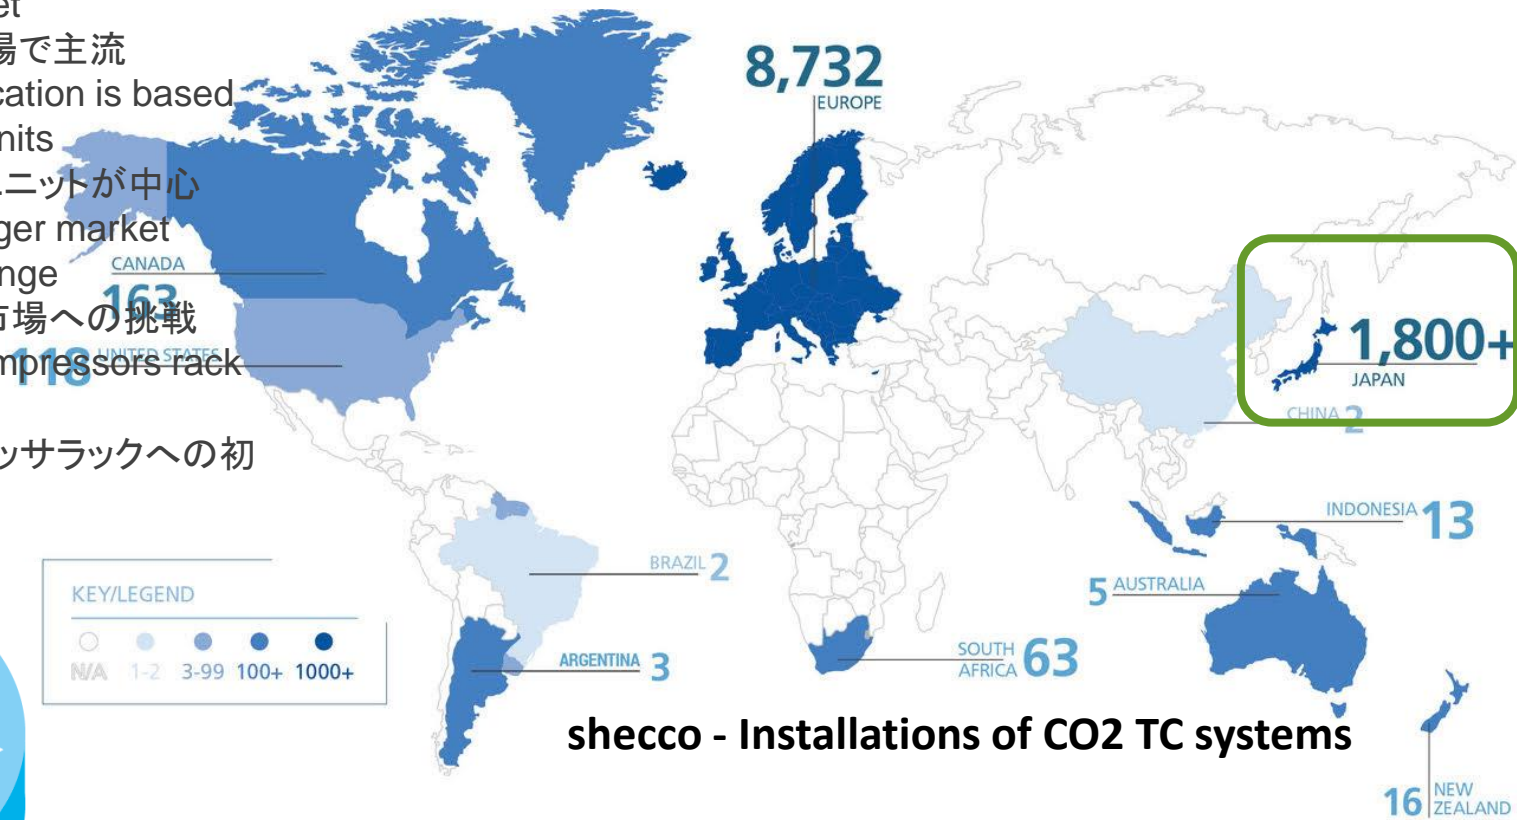 et
場で主流
cation is based
nits
ユニットが中心
ger market
nge
市場への挑戦
mpressors rack
ッサラックへの初
8,732
EUROPE
CANADA
163
118 UNITED STATES
1,800+
JAPAN
CHINA 2
INDONESIA 13
BRAZIL 2
5 AUSTRALIA
ARGENTINA 3
SOUTH
AFRICA 63
KEY/LEGEND
N/A 1-2 3-99 100+ 1000+
shecco - Installations of CO2 TC systems
16 NEW
ZEALAND